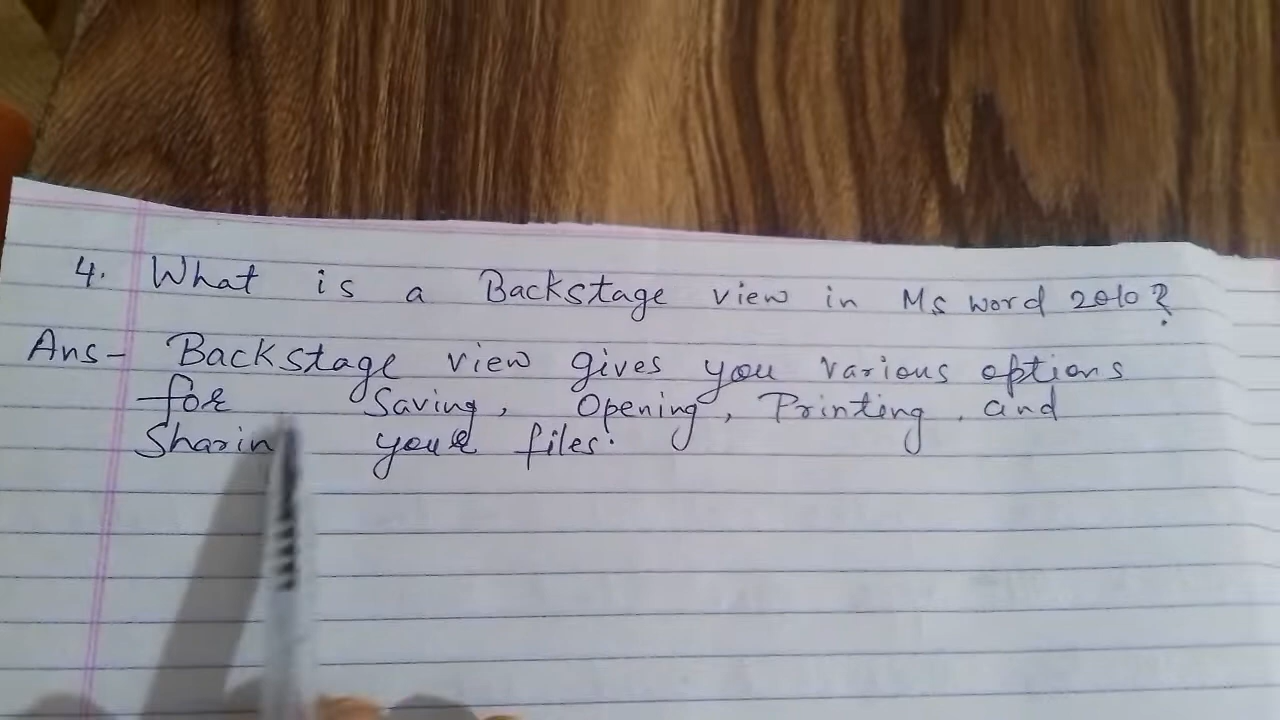 4. What is a Backstage view in Ms word 2010?
Ans- Backstage view gives you various options
for Saving, Opening, Printing, and
Sharin your files.